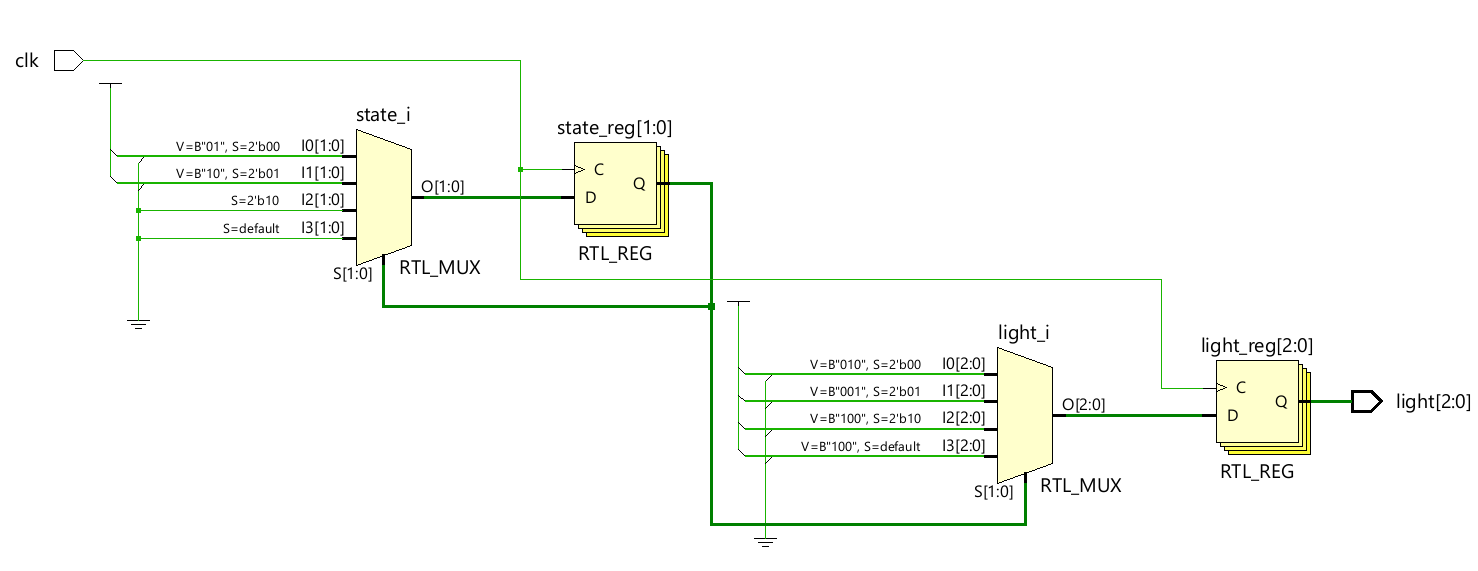 clk
state_i
state_reg[1:0]
V=B"01", S=2'b00 I0[1:0]
V=B"10", S=2'b01 I1[1:0]
S=2'b10 I2[1:0]
S=default I3[1:0]
O[1:0]
C
Q
D
S[1:0]
RTL_MUX
RTL_REG
light_i
light_reg[2:0]
V=B"010", S=2'b00 I0[2:0]
V=B"001", S=2'b01 I1[2:0]
V=B"100", S=2'b10 I2[2:0]
V=B"100", S=default I3[2:0]
O[2:0]
C
Q
D
light[2:0]
S[1:0]
RTL_MUX
RTL_REG